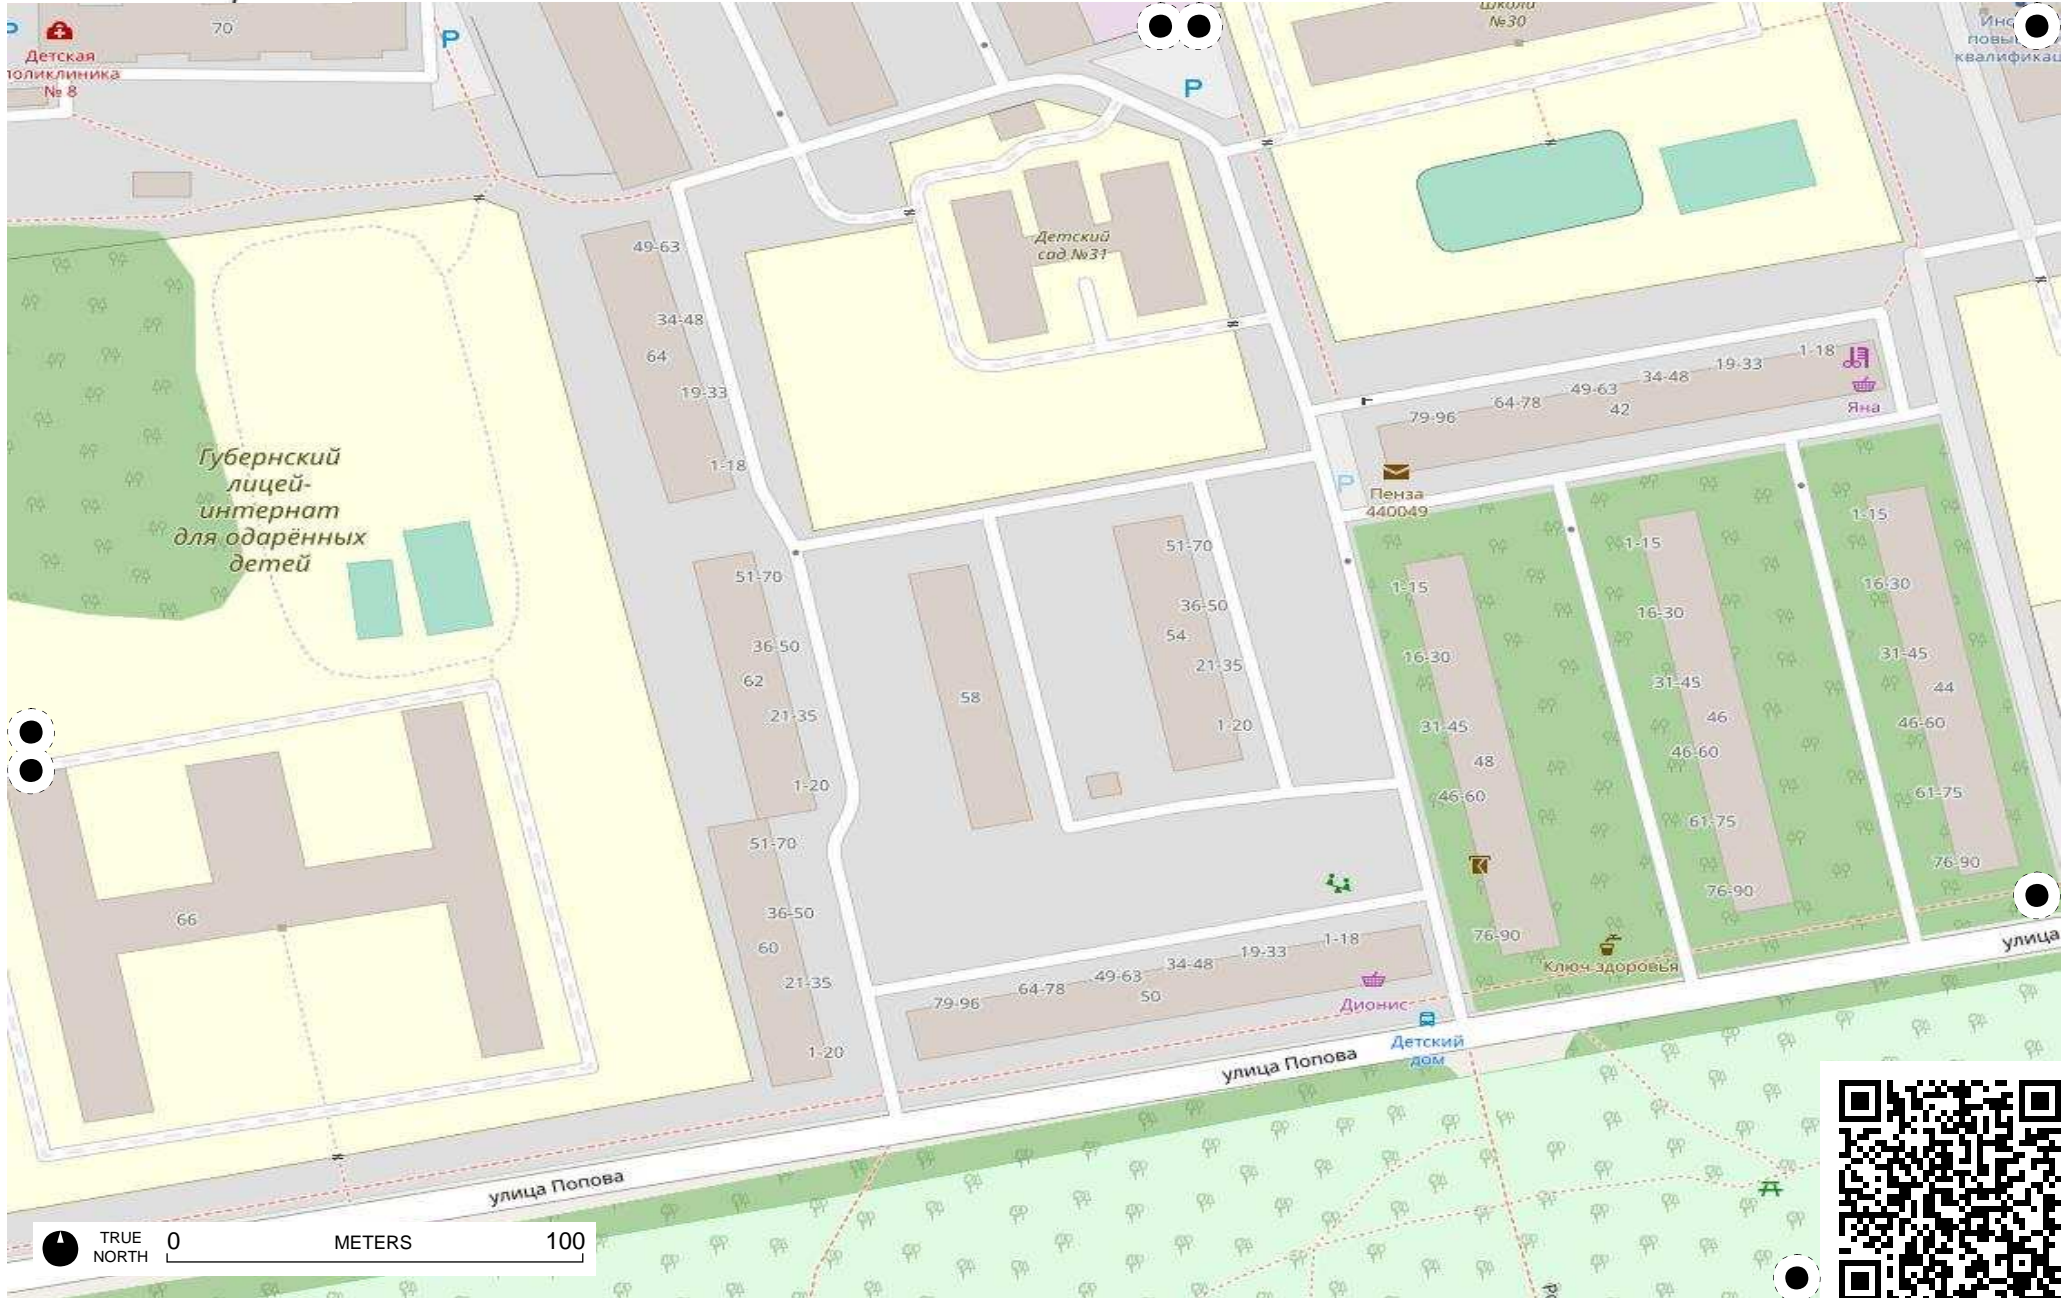 70
P
Детская
поликлиника
№ 8
P
P
Школа
№30
Детский
сад №31
49-63
34-48
64
19-33
1-18
1-18
19-33
34-48
49-63
42
64-78
79-96
Яна
P
Пенза
440049
Губернский
лицей-
интернат
для одарённых
детей
51-70
36-50
62
21-35
1-20
58
51-70
36-50
54
21-35
1-20
1-15
16-30
31-45
48
46-60
76-90
1-15
16-30
31-45
46
46-60
61-75
76-90
1-15
16-30
31-45
44
46-60
61-75
76-90
Ключ здоровья
66
51-70
36-50
60
21-35
1-20
79-96
64-78
49-63
50
34-48
19-33
1-18
Дионис
Детский
дом
улица Попова
улица Попова
улица
TRUE
NORTH
0
METERS
100